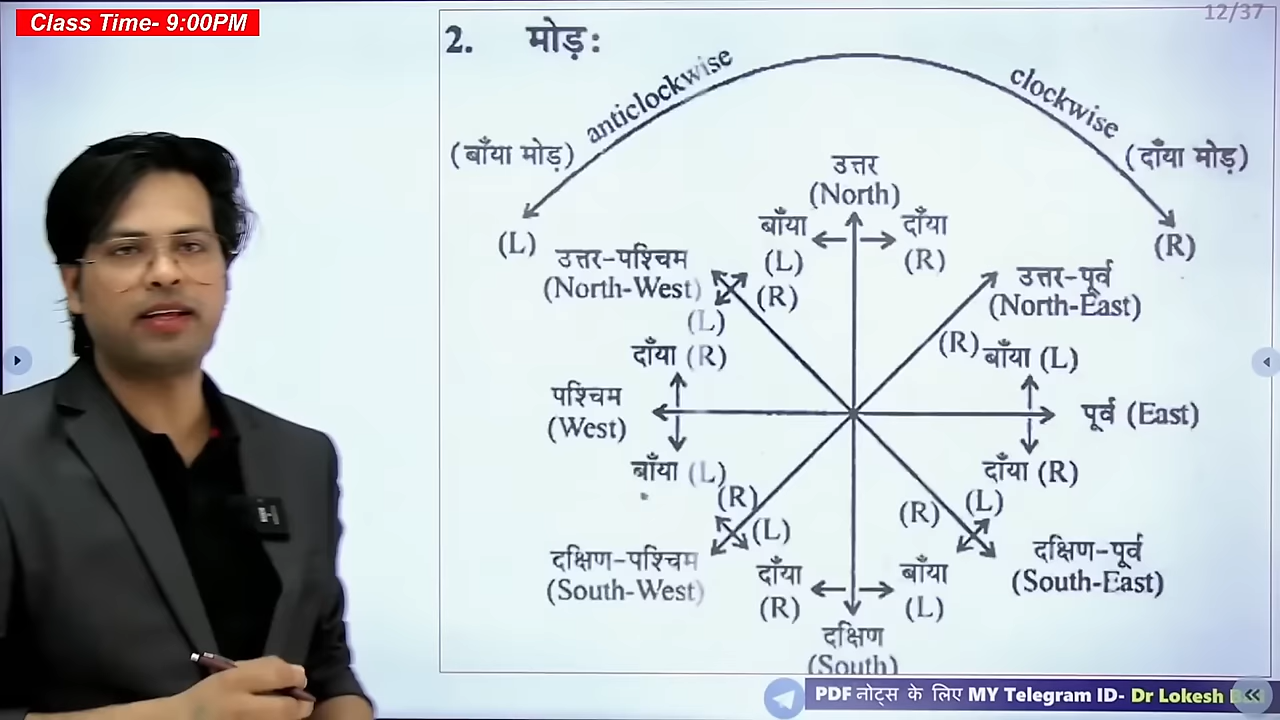 Class Time- 9:00PM
12/37
2. मोड़:
anticlockwise
clockwise
(बाँया मोड़)
(दाँया मोड़)
(L)
(R)
उत्तर
(North)
बाँया
दाँया
(L)
(R)
उत्तर-पश्चिम
(North-West)
(R)
(L)
उत्तर-पूर्व
(North-East)
(R)
दाँया (R)
बाँया (L)
पश्चिम
(West)
पूर्व (East)
बाँया (L)
दाँया (R)
(R)
(L)
दक्षिण-पश्चिम
(South-West)
(R)
(L)
दक्षिण-पूर्व
(South-East)
दाँया
(R)
बाँया
(L)
दक्षिण
(South)
PDF नोट्स के लिए MY Telegram ID- Dr Lokesh